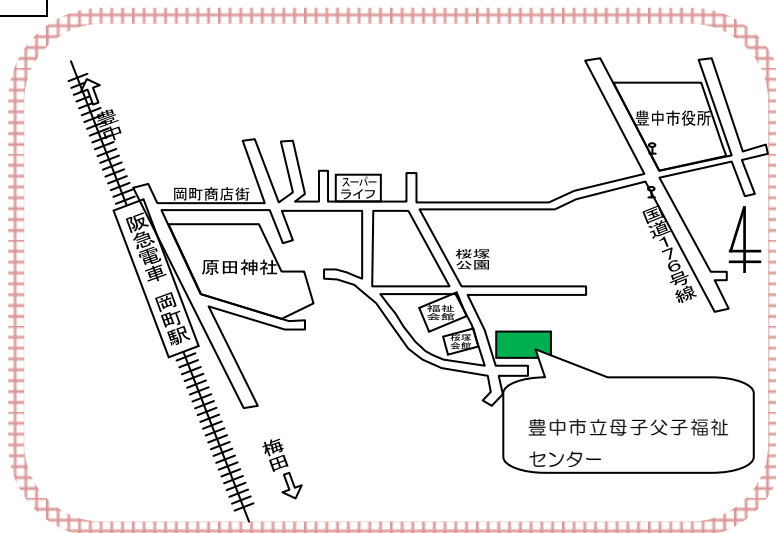 豊中
岡町商店街
スーパー
ライフ
豊中市役所
阪急電車 岡町駅
原田神社
桜塚
公園
国道176号線
福祉
会館
桜塚
会館
豊中市立母子父子福祉
センター
梅田